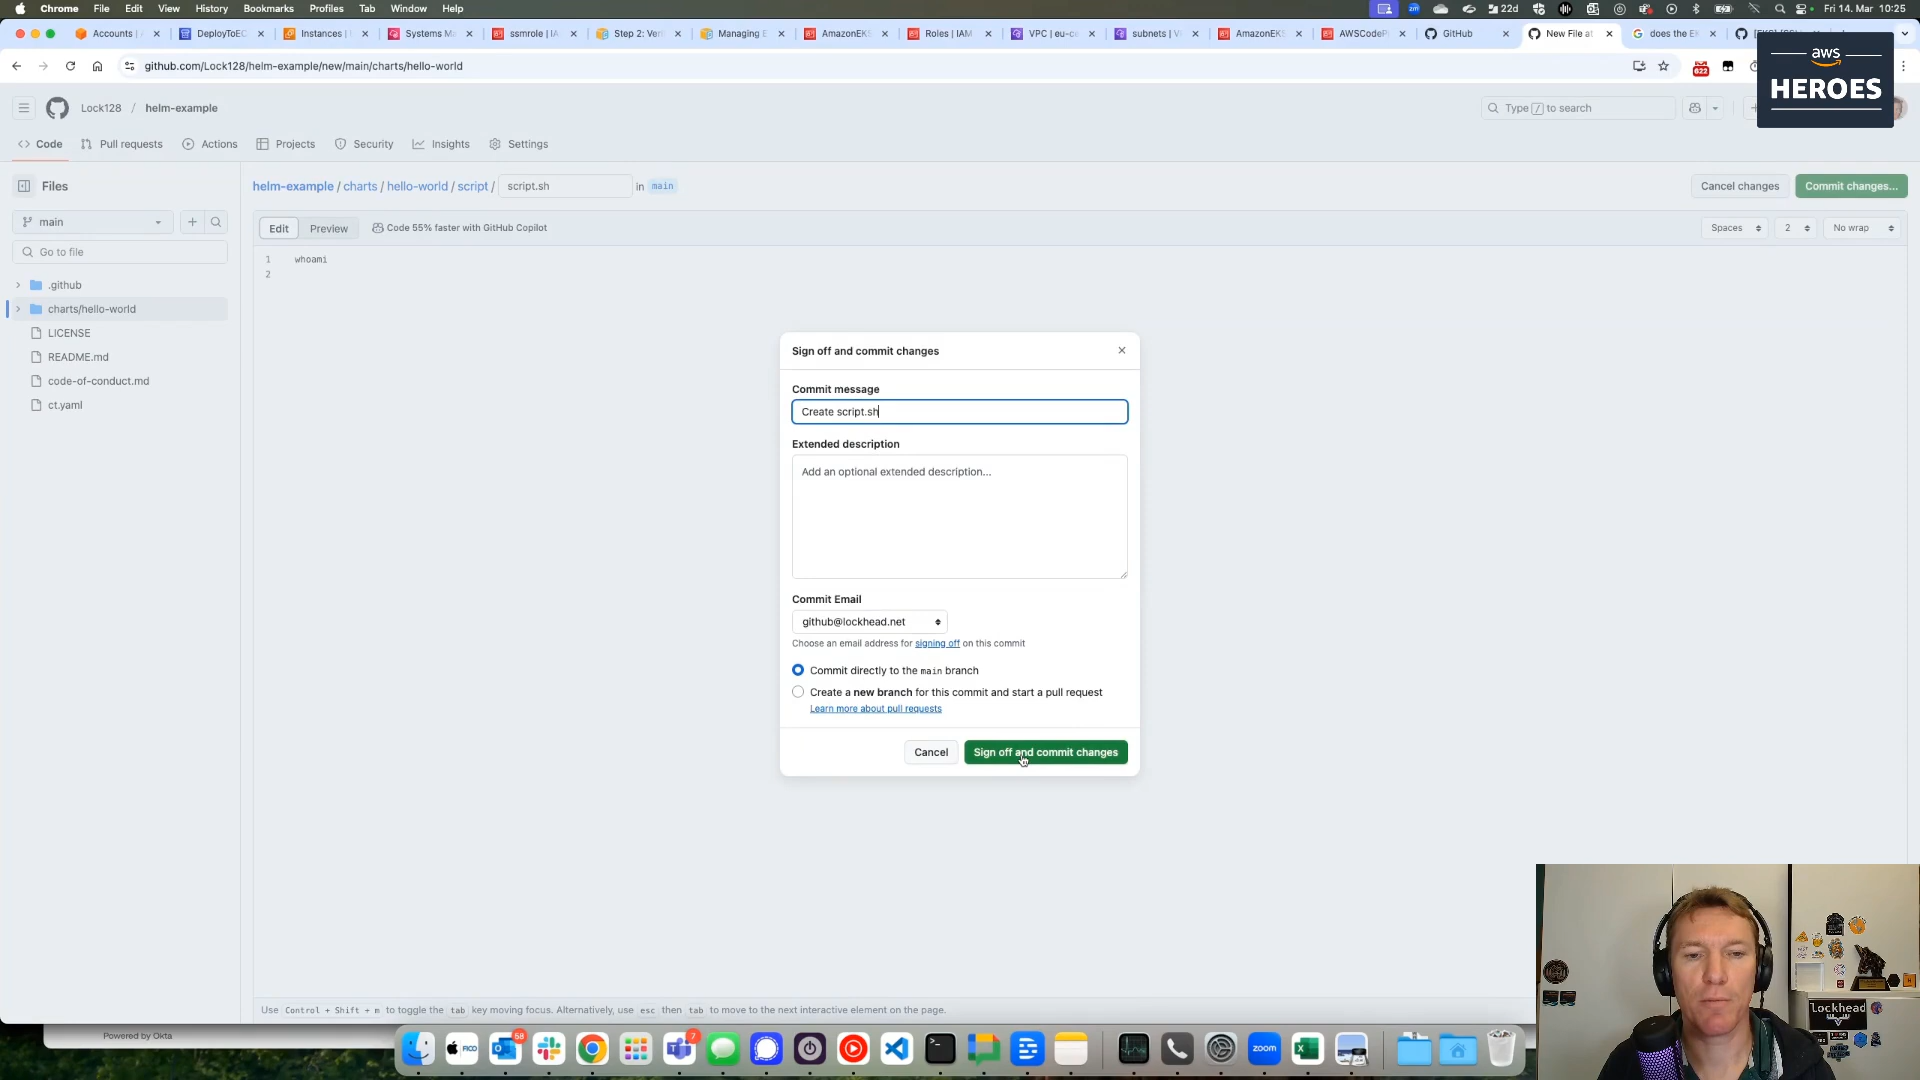 Chrome File Edit View History Bookmarks Profiles Tab Window Help
22d
Fri 14. Mar 10:25
Accounts |
DeployToEC
Instances |
Systems Ma
ssmrole | IA
Step 2: Veri
Managing E
AmazonEKS
Roles | IAM
VPC | eu-c
subnets | V
AmazonEKS
AWSCodeP
GitHub
New File at
does the E
github.com/Lock128/helm-example/new/main/charts/hello-world
622
aws
HEROES
Lock128 / helm-example
Type / to search
Code
Pull requests
Actions
Projects
Security
Insights
Settings
Files
helm-example / charts / hello-world / script / script.sh in main
Cancel changes
Commit changes...
main
Edit
Preview
Code 55% faster with GitHub Copilot
Spaces
2
No wrap
Go to file
1 whoami
2
.github
charts/hello-world
LICENSE
README.md
code-of-conduct.md
ct.yaml
Sign off and commit changes
Commit message
Create script.sh
Extended description
Add an optional extended description...
Commit Email
github@lockhead.net
Choose an email address for signing off on this commit
Commit directly to the main branch
Create a new branch for this commit and start a pull request
Learn more about pull requests
Cancel
Sign off and commit changes
Use Control + Shift + m to toggle the tab key moving focus. Alternatively, use esc then tab to move to the next interactive element on the page.
Powered by Okta
FICO
58
7
zoom
lockhead